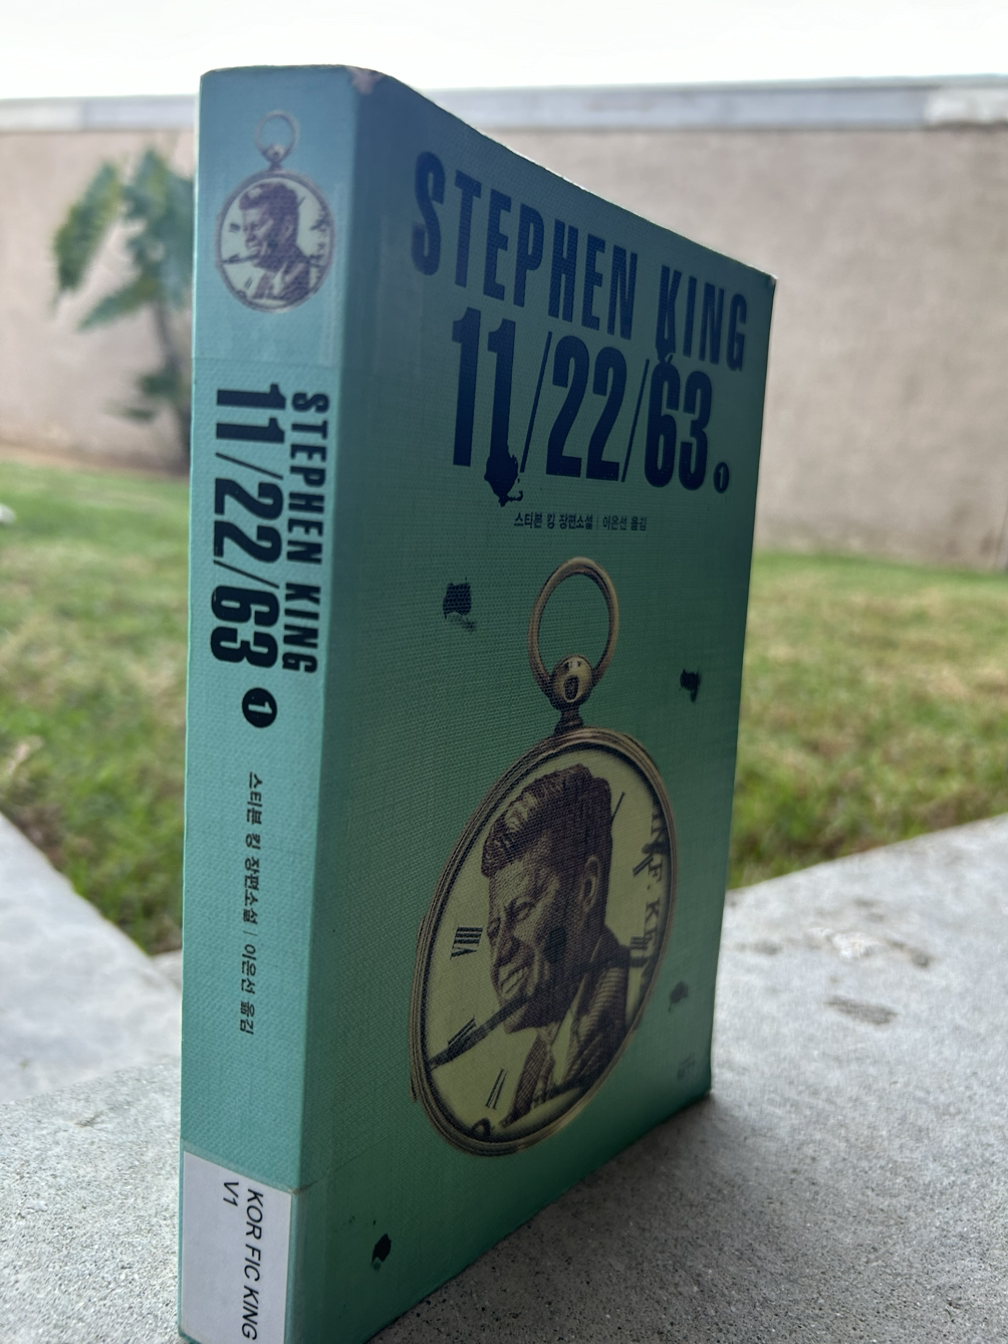 STEPHEN KING
11/22/63
1
스티븐 킹 장편소설 | 이은선 옮김
KOR FIC KING
V1
STEPHEN KING
11/22/63.
1
스티븐 킹 장편소설 | 이은선 옮김
VIII